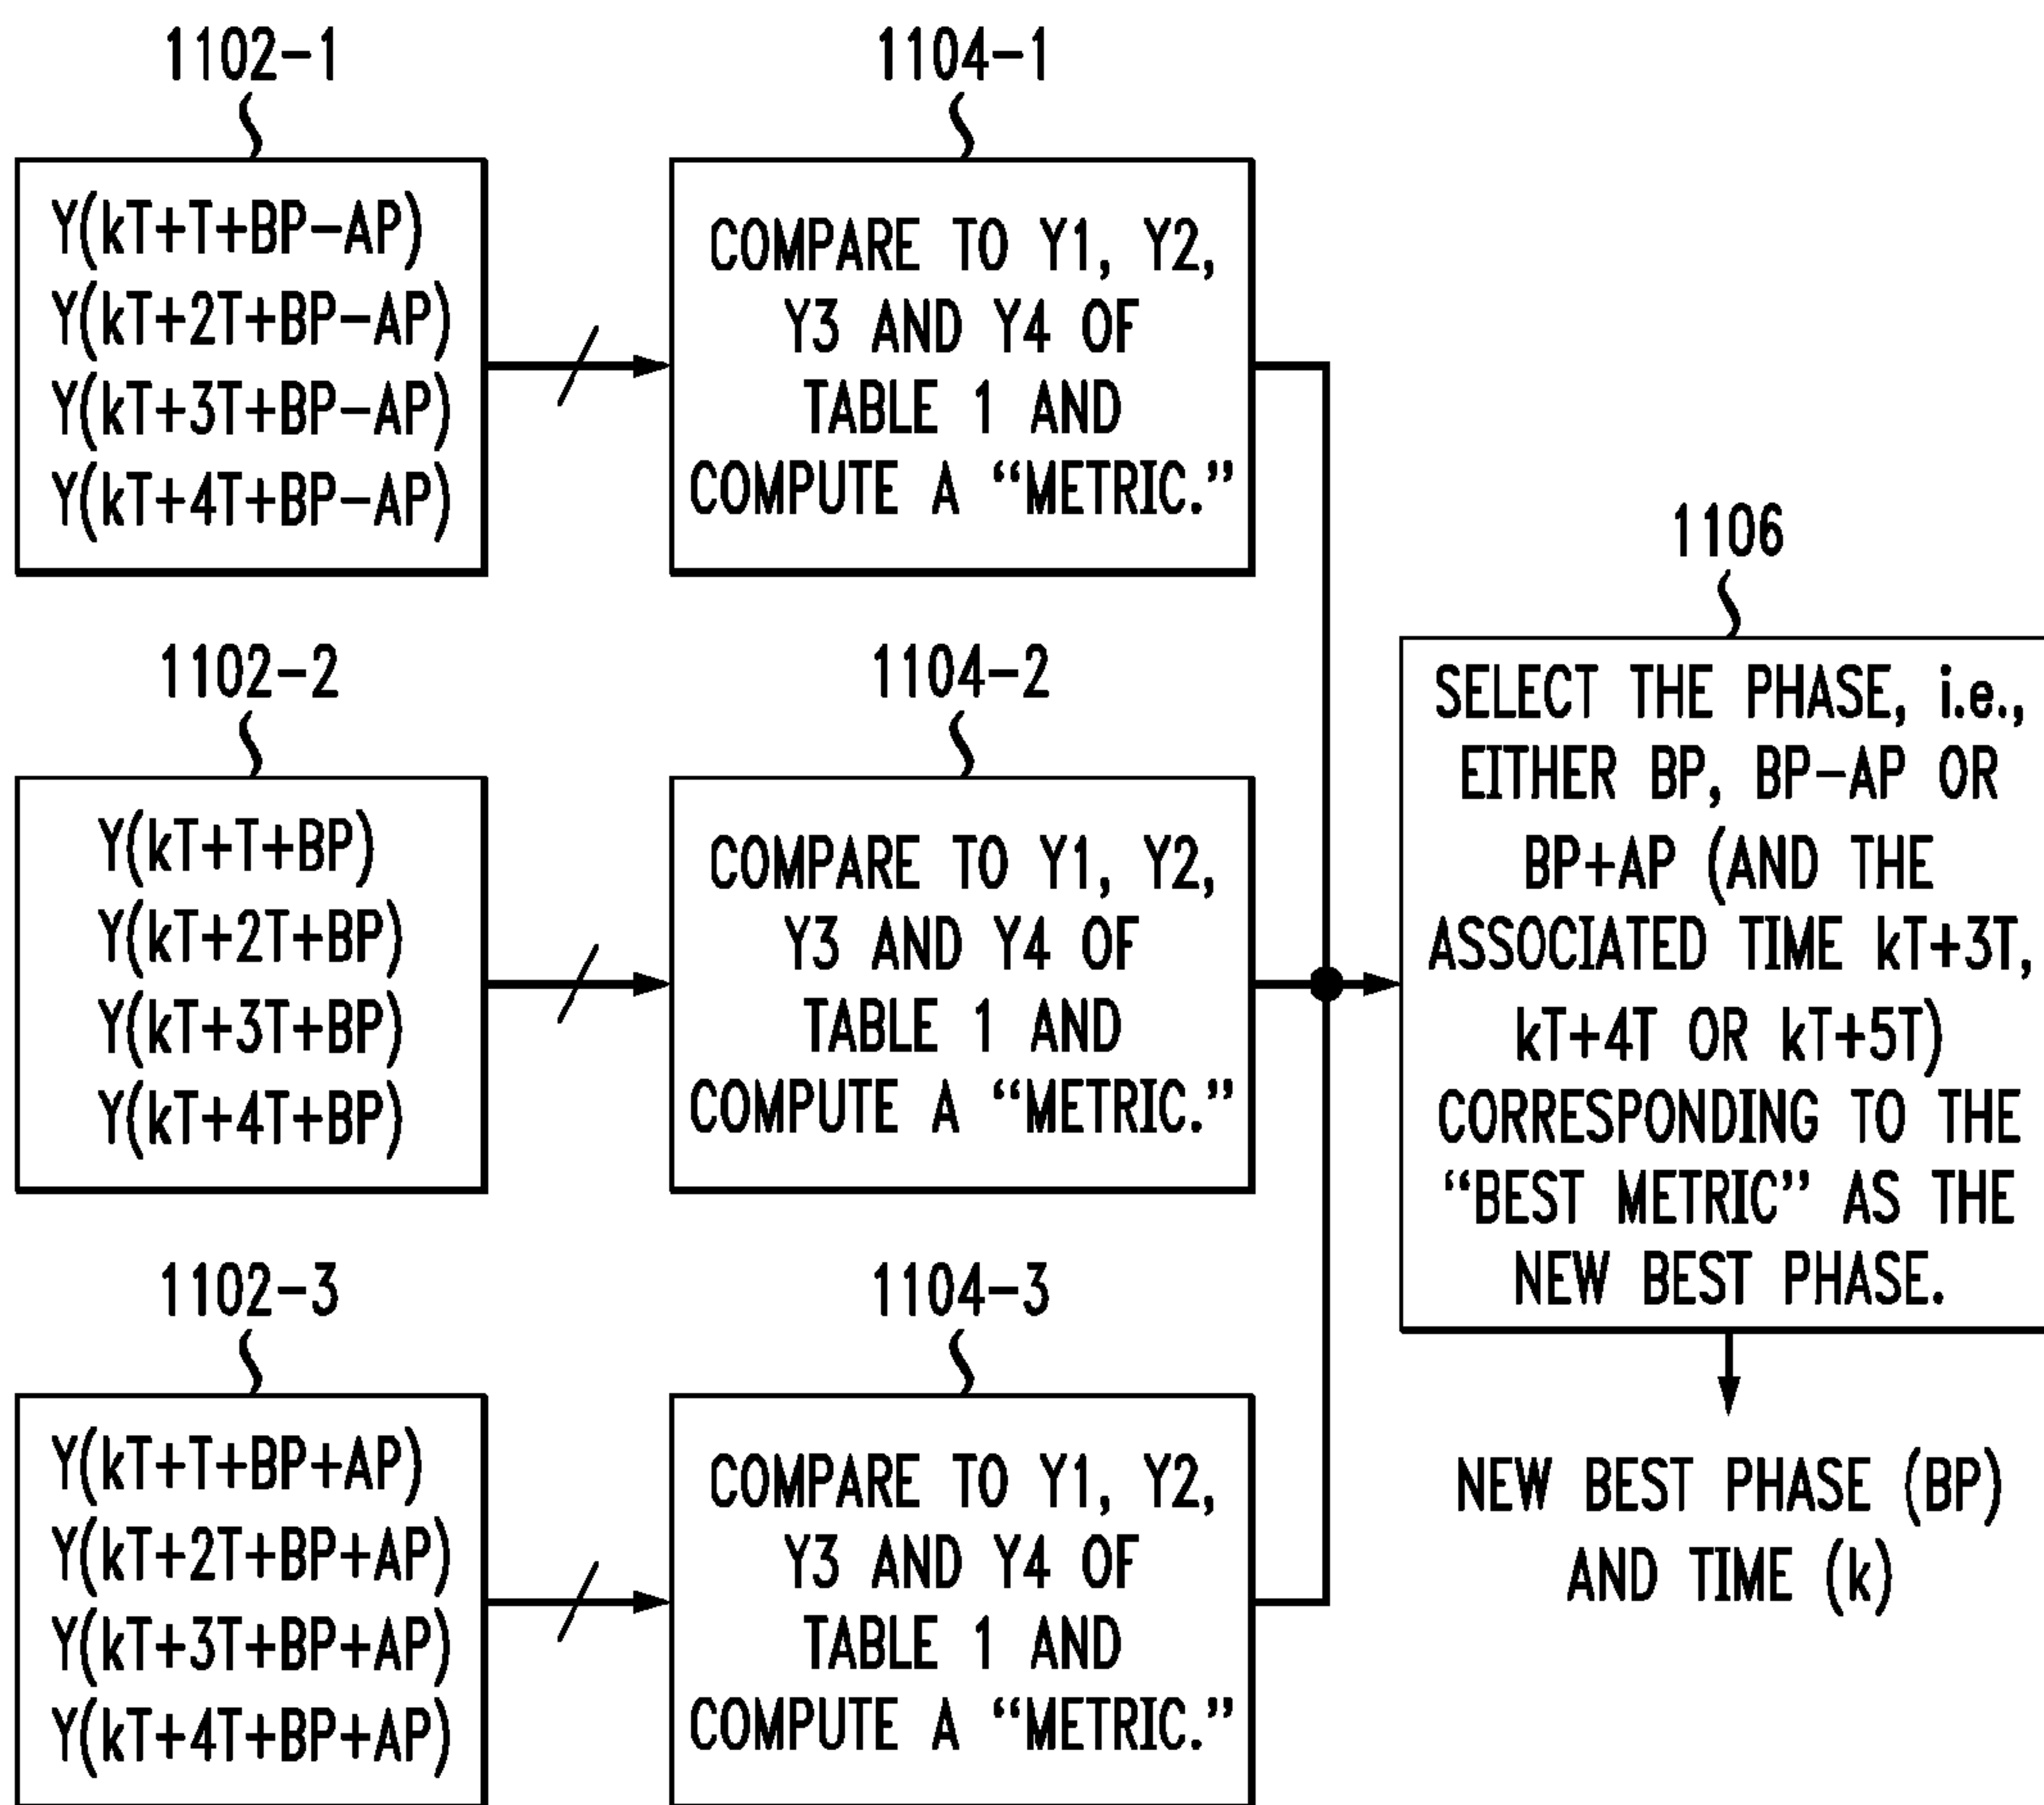 1102-1
Y(kT+T+BP-AP)
Y(kT+2T+BP-AP)
Y(kT+3T+BP-AP)
Y(kT+4T+BP-AP)
1104-1
COMPARE TO Y1, Y2,
Y3 AND Y4 OF
TABLE 1 AND
COMPUTE A “METRIC.”
1102-2
Y(kT+T+BP)
Y(kT+2T+BP)
Y(kT+3T+BP)
Y(kT+4T+BP)
1104-2
COMPARE TO Y1, Y2,
Y3 AND Y4 OF
TABLE 1 AND
COMPUTE A “METRIC.”
1102-3
Y(kT+T+BP+AP)
Y(kT+2T+BP+AP)
Y(kT+3T+BP+AP)
Y(kT+4T+BP+AP)
1104-3
COMPARE TO Y1, Y2,
Y3 AND Y4 OF
TABLE 1 AND
COMPUTE A “METRIC.”
1106
SELECT THE PHASE, i.e.,
EITHER BP, BP-AP OR
BP+AP (AND THE
ASSOCIATED TIME kT+3T,
kT+4T OR kT+5T)
CORRESPONDING TO THE
“BEST METRIC” AS THE
NEW BEST PHASE.
NEW BEST PHASE (BP)
AND TIME (k)